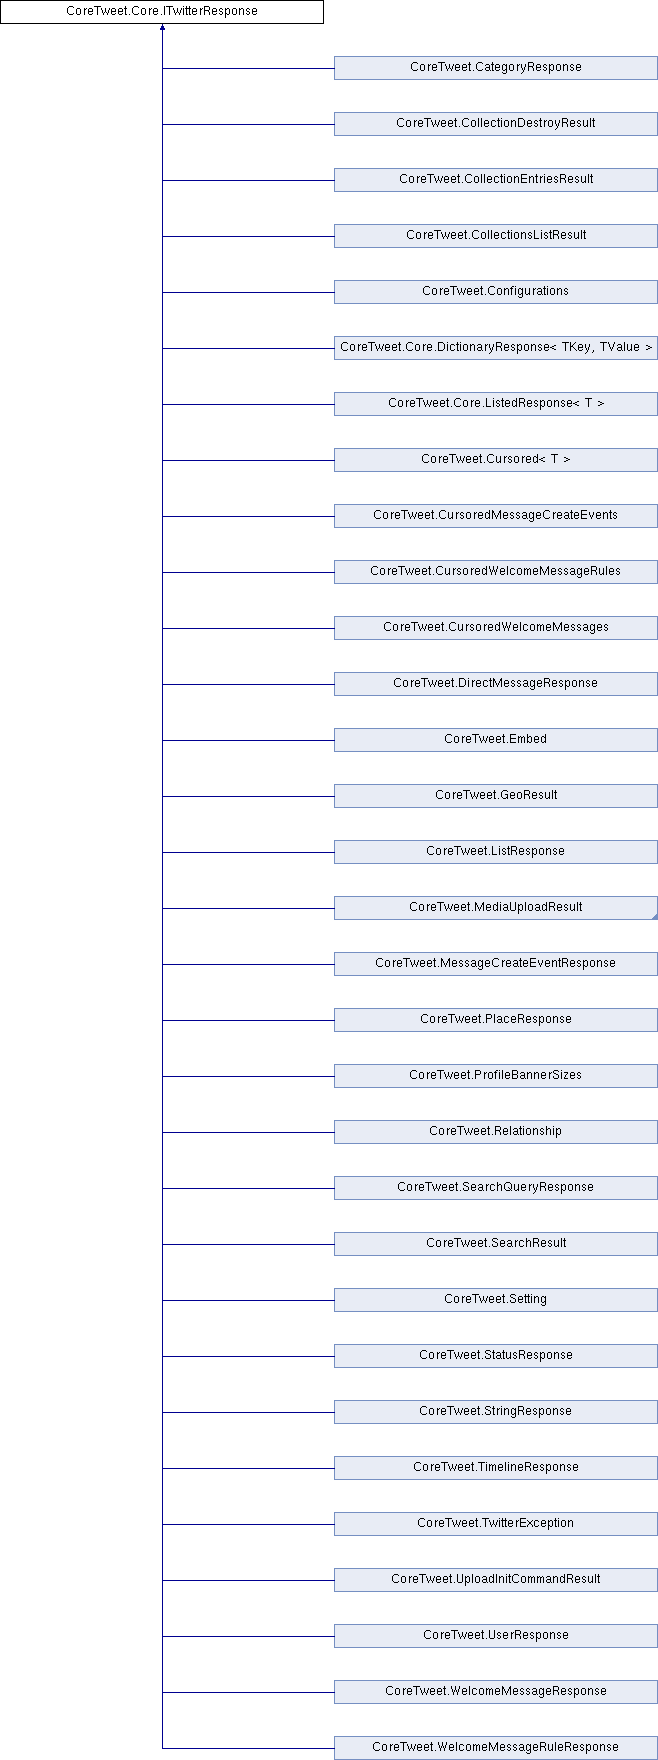 CoreTweet.Core.ITwitterResponse
CoreTweet.CategoryResponse
CoreTweet.CollectionDestroyResult
CoreTweet.CollectionEntriesResult
CoreTweet.CollectionsListResult
CoreTweet.Configurations
CoreTweet.Core.DictionaryResponse< TKey, TValue >
CoreTweet.Core.ListedResponse< T >
CoreTweet.Cursored< T >
CoreTweet.CursoredMessageCreateEvents
CoreTweet.CursoredWelcomeMessageRules
CoreTweet.CursoredWelcomeMessages
CoreTweet.DirectMessageResponse
CoreTweet.Embed
CoreTweet.GeoResult
CoreTweet.ListResponse
CoreTweet.MediaUploadResult
CoreTweet.MessageCreateEventResponse
CoreTweet.PlaceResponse
CoreTweet.ProfileBannerSizes
CoreTweet.Relationship
CoreTweet.SearchQueryResponse
CoreTweet.SearchResult
CoreTweet.Setting
CoreTweet.StatusResponse
CoreTweet.StringResponse
CoreTweet.TimelineResponse
CoreTweet.TwitterException
CoreTweet.UploadInitCommandResult
CoreTweet.UserResponse
CoreTweet.WelcomeMessageResponse
CoreTweet.WelcomeMessageRuleResponse